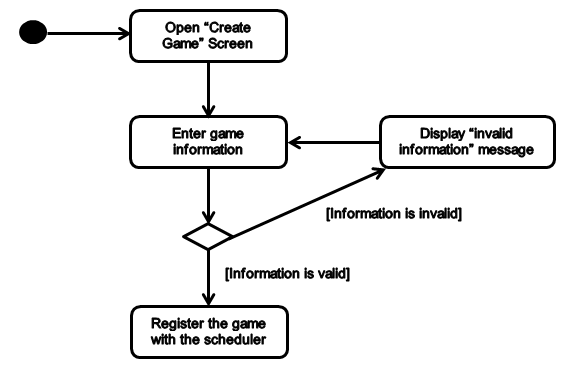 Open “Create
Game” Screen
Enter game
information
Display “invalid
information” message
[Information is invalid]
[Information is valid]
Register the game
with the scheduler